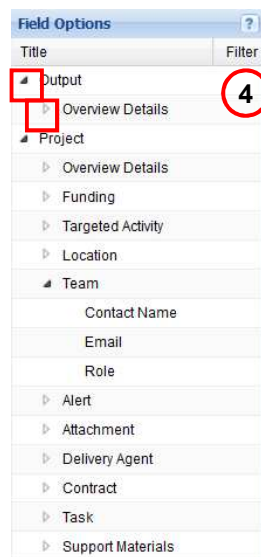 Field Options ?
Title Filter
Output
Overview Details
4
Project
Overview Details
Funding
Targeted Activity
Location
Team
Contact Name
Email
Role
Alert
Attachment
Delivery Agent
Contract
Task
Support Materials